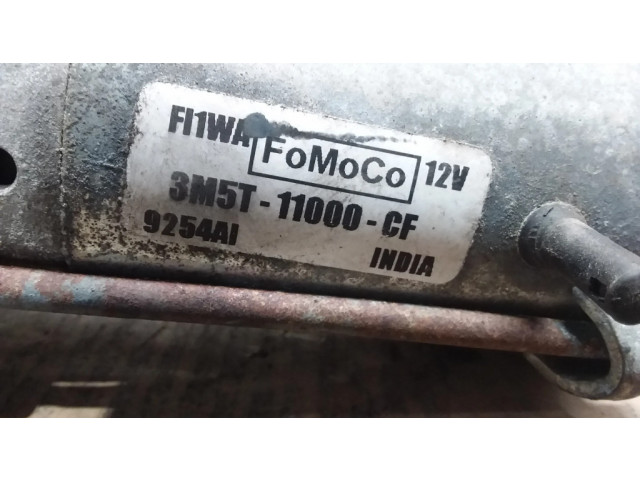 FI1WA FoMoCo 12V
3M5T-11000-CF
9254AI
INDIA